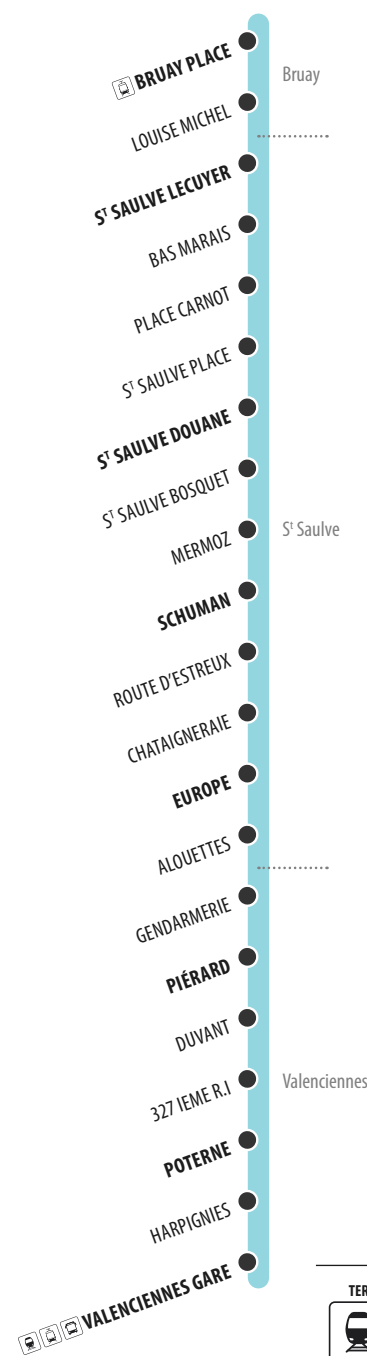 BRUAY PLACE
Bruay
LOUISE MICHEL
Sᵀ SAULVE LECUYER
BAS MARAIS
PLACE CARNOT
Sᵀ SAULVE PLACE
Sᵀ SAULVE DOUANE
Sᵀ SAULVE BOSQUET
MERMOZ
Sᵗ Saulve
SCHUMAN
ROUTE D'ESTREUX
CHATAIGNERAIE
EUROPE
ALOUETTES
GENDARMERIE
PIÉRARD
DUVANT
327 IEME R.I
Valenciennes
POTERNE
HARPIGNIES
VALENCIENNES GARE
TER